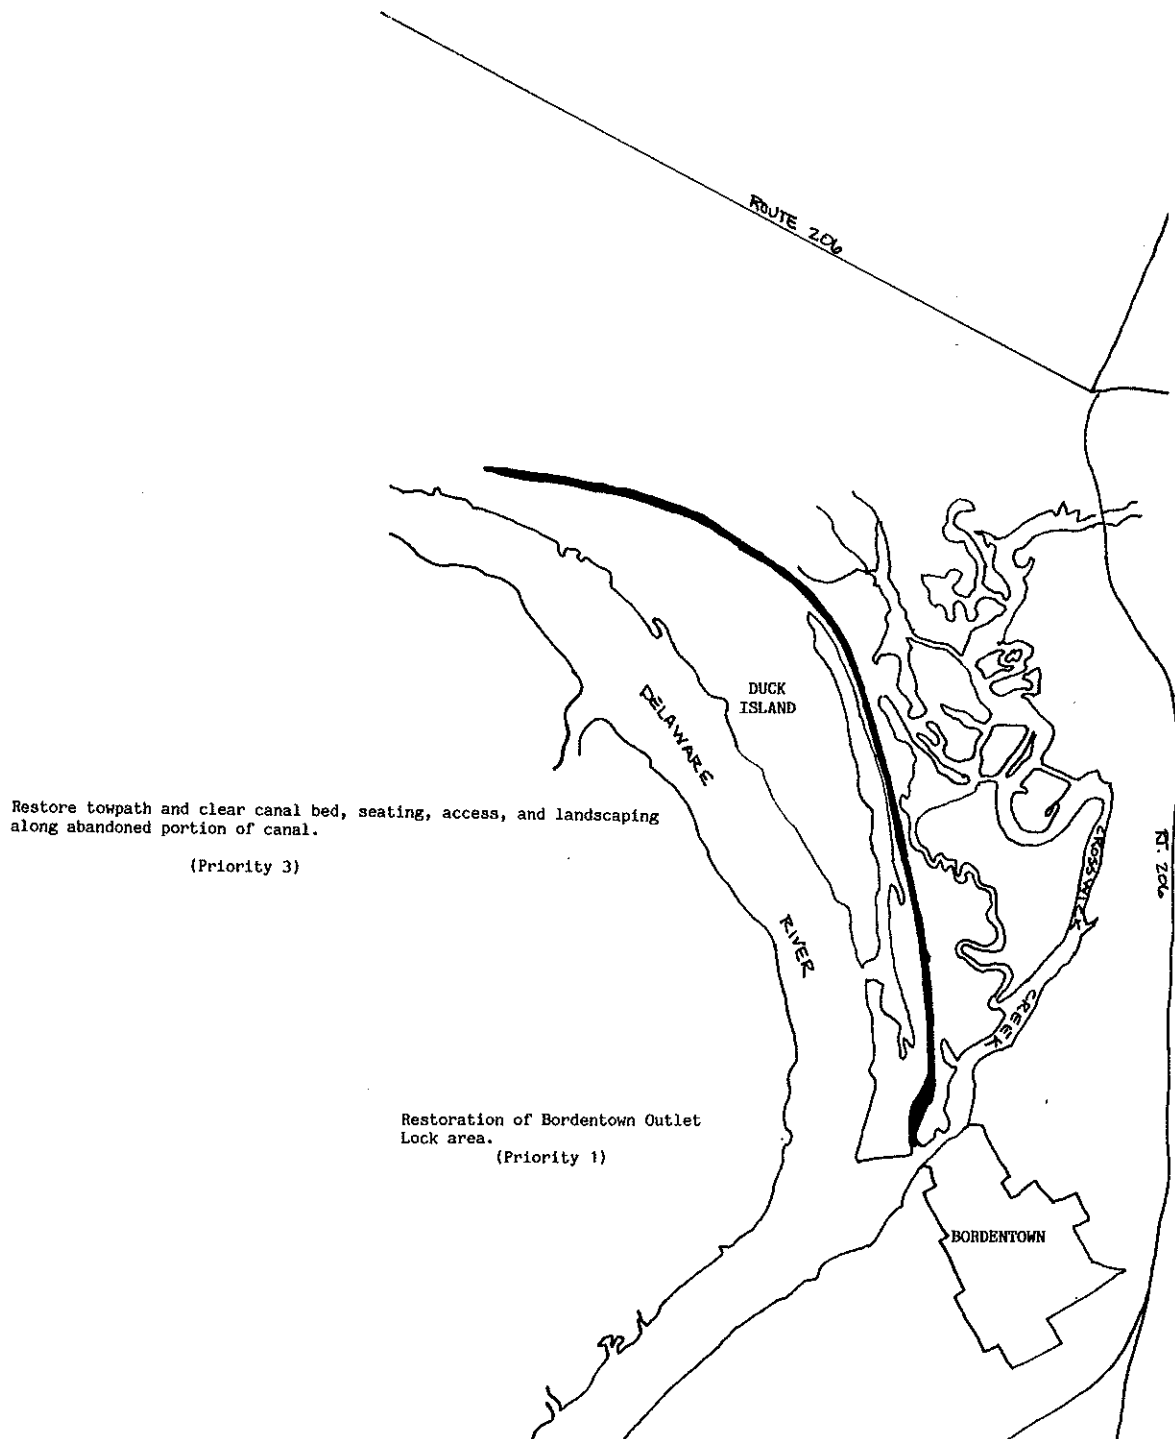 ROUTE 206
DUCK
ISLAND
DELAWARE
RIVER
Restore towpath and clear canal bed, seating, access, and landscaping
along abandoned portion of canal.
(Priority 3)
CROSSWICKS
CREEK
RT. 206
Restoration of Bordentown Outlet
Lock area.
(Priority 1)
BORDENTOWN